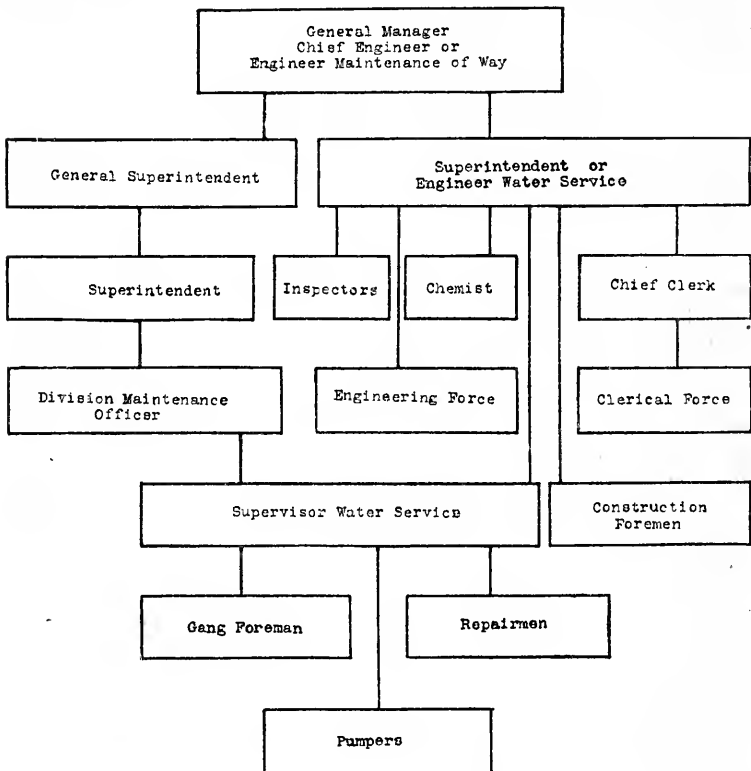 General Manager
Chief Engineer or
Engineer Maintenance of Way
General Superintendent
Superintendent or
Engineer Water Service
Superintendent
Inspectors
Chemist
Chief Clerk
Division Maintenance
Officer
Engineering Force
Clerical Force
Supervisor Water Service
Construction
Foremen
Gang Foreman
Repairmen
Pumpers